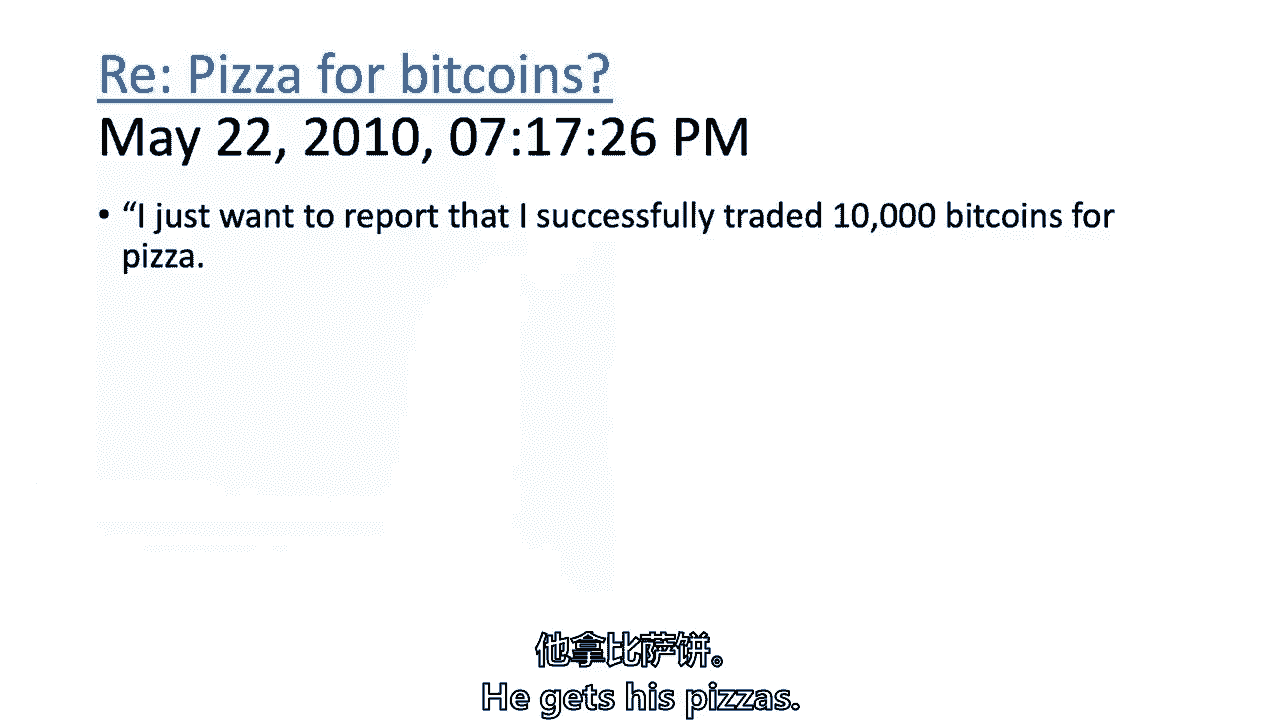 Re: Pizza for bitcoins?
May 22, 2010, 07:17:26 PM
• “I just want to report that I successfully traded 10,000 bitcoins for
pizza.
他拿比萨饼。
He gets his pizzas.